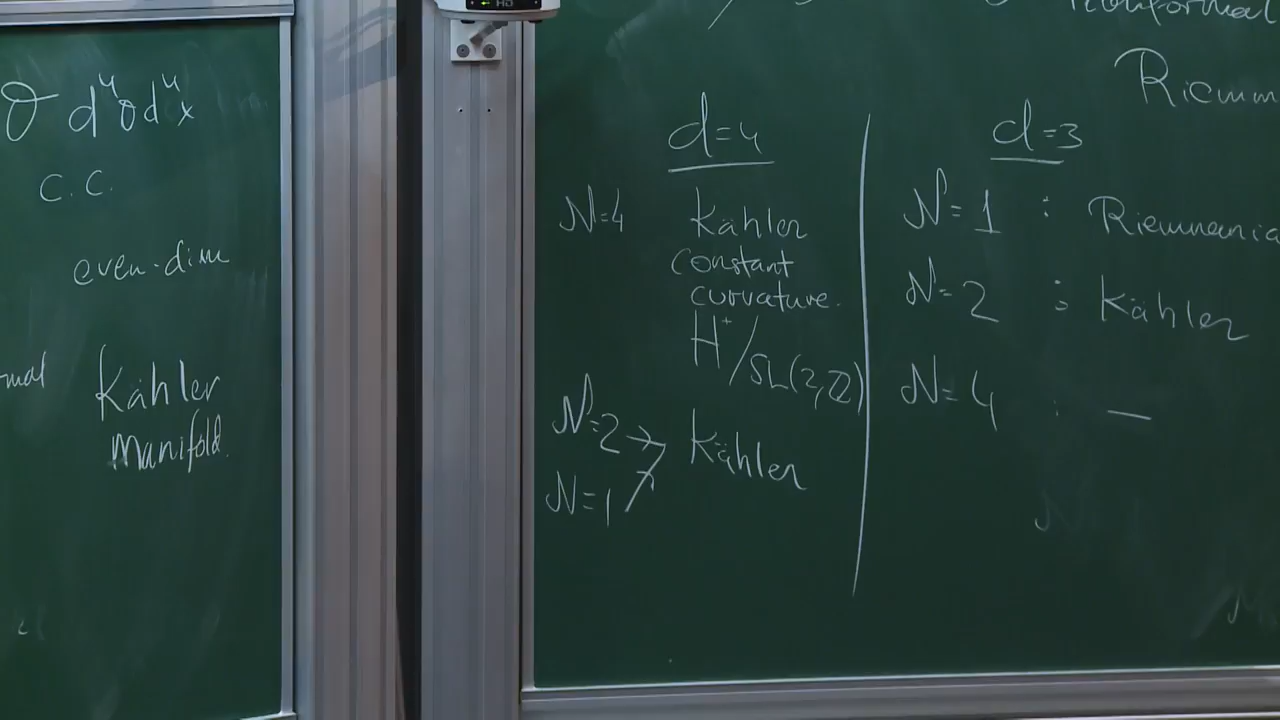 d⁴θ d⁴x
c.c.
even-dim
Kähler
manifold.
d=4
N=4 Kähler
constant
curvature.
H⁺/SL(2,ℤ)
N=2 → Kähler
N=1 ↗
Riem
d=3
N=1 : Riemannia
N=2 : Kähler
N=4 : —